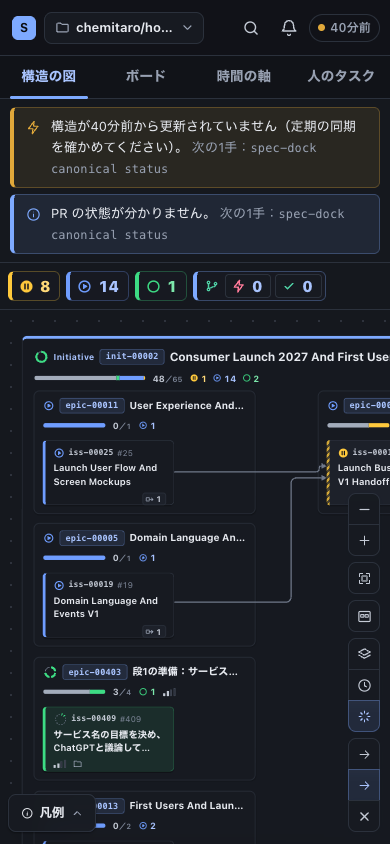 S chemitaro/ho... 40分前
構造の図 ボード 時間の軸 人のタスク
構造が40分前から更新されていません（定期の同期
を確かめてください）。 次の1手：spec-dock
canonical status
PR の状態が分かりません。 次の1手：spec-dock
canonical status
8 14 1 0 0
Initiative init-00002 Consumer Launch 2027 And First Use
48/66 1 14 2
epic-00011 User Experience And...
0/1 1
iss-00025 #25
Launch User Flow And
Screen Mockups
1
Launch Bus
V1 Handoff
epic-00005 Domain Language An...
0/1 1
iss-00019 #19
Domain Language And
Events V1
1
epic-00403 段1の準備：サービス...
3/4 1
iss-00409 #409
サービス名の目標を決め、
ChatGPTと議論して...
凡例
0013 First Users And Laun...
0/2 2